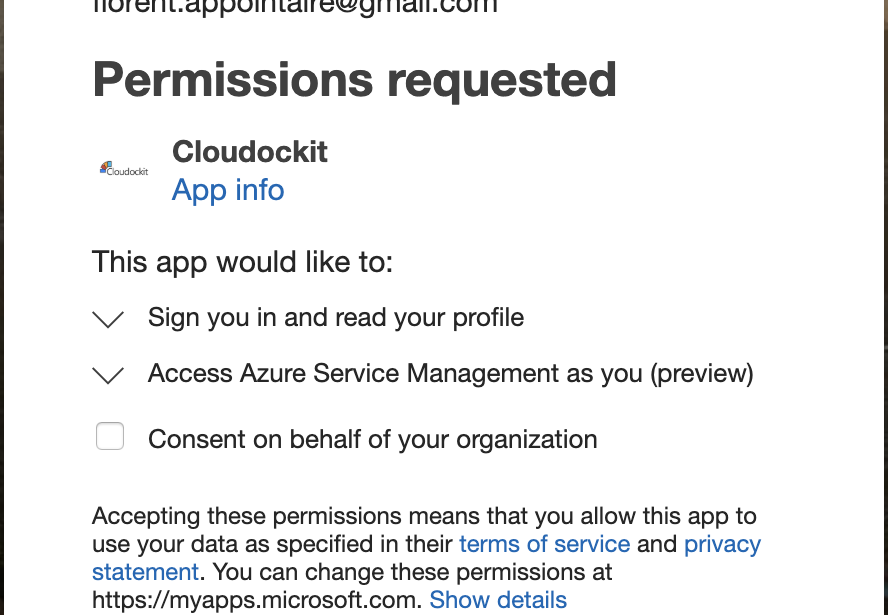 florent.appointaire@gmail.com
Permissions requested
Cloudockit
Cloudockit
App info
This app would like to:
Sign you in and read your profile
Access Azure Service Management as you (preview)
Consent on behalf of your organization
Accepting these permissions means that you allow this app to
use your data as specified in their terms of service and privacy
statement. You can change these permissions at
https://myapps.microsoft.com. Show details